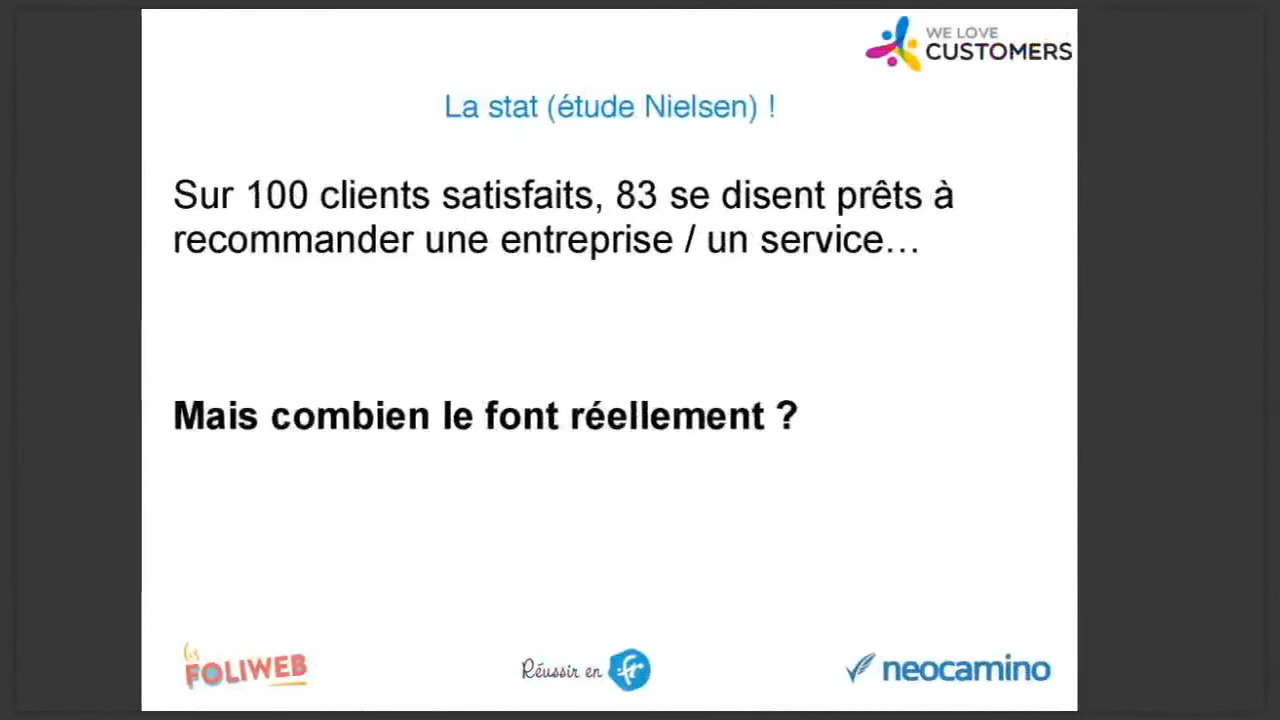 WE LOVE
CUSTOMERS
La stat (étude Nielsen) !
Sur 100 clients satisfaits, 83 se disent prêts à
recommander une entreprise / un service…
Mais combien le font réellement ?
les
FOLIWEB
Réussir en .fr
neocamino